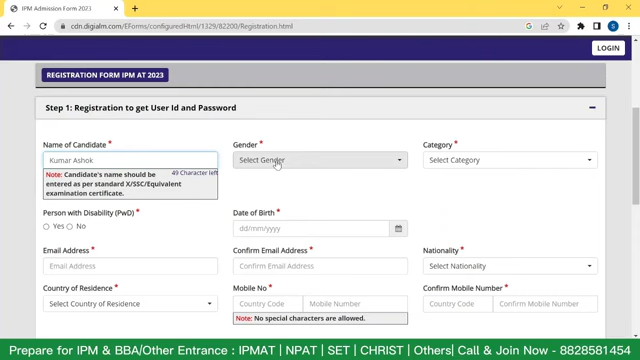 IPM Admission Form 2023
cdn.digialm.com/EForms/configuredHtml/1329/82200/Registration.html
S
LOGIN
REGISTRATION FORM IPM AT 2023
Step 1: Registration to get User Id and Password
Name of Candidate * Gender * Category *
Kumar Ashok Select Gender Select Category
Note: Candidate's name should be 49 Character left
entered as per standard X/SSC/Equivalent
examination certificate.
Person with Disability (PwD) * Date of Birth *
Yes No dd/mm/yyyy
Email Address * Confirm Email Address * Nationality *
Email Address Confirm Email Address Select Nationality
Country of Residence * Mobile No * Confirm Mobile Number *
Select Country of Residence Country Code Mobile Number Country Code Confirm Mobile Number
Note: No special characters are allowed.
Prepare for IPM & BBA/Other Entrance : IPMAT | NPAT | SET | CHRIST | Others| Call & Join Now - 8828581454